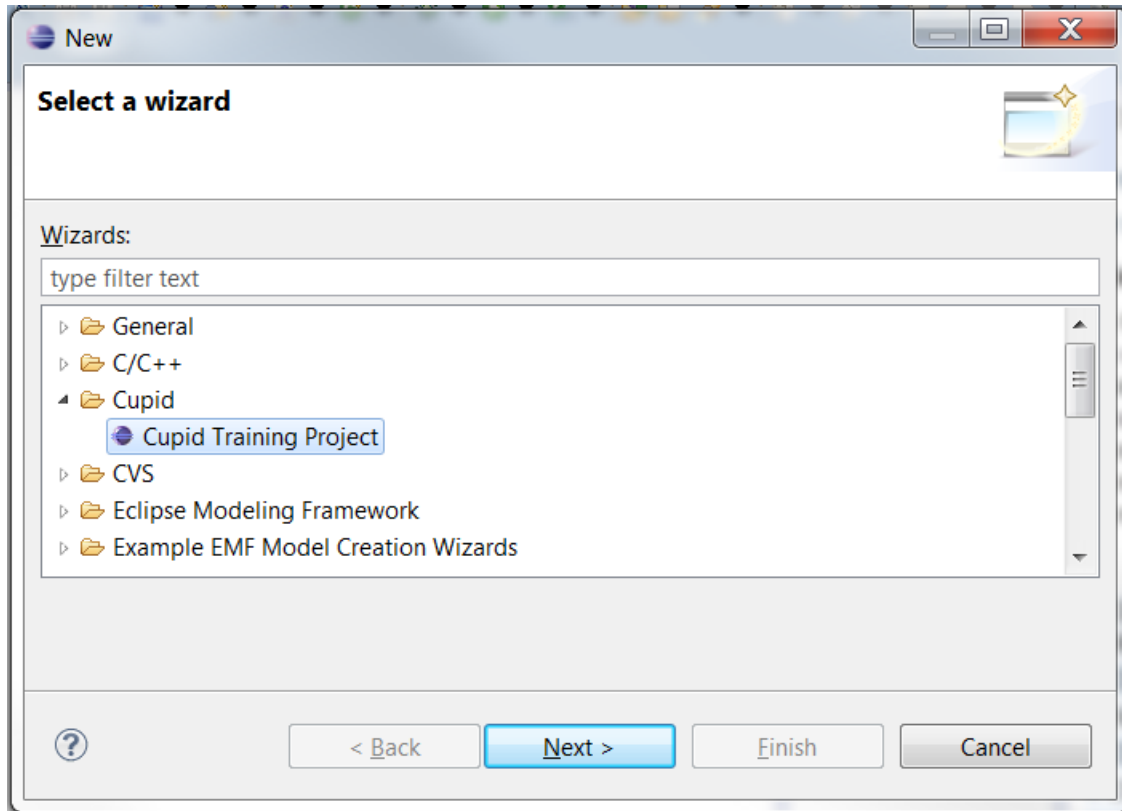 New
Select a wizard
Wizards:
type filter text
General
C/C++
Cupid
Cupid Training Project
CVS
Eclipse Modeling Framework
Example EMF Model Creation Wizards
? < Back Next > Finish Cancel